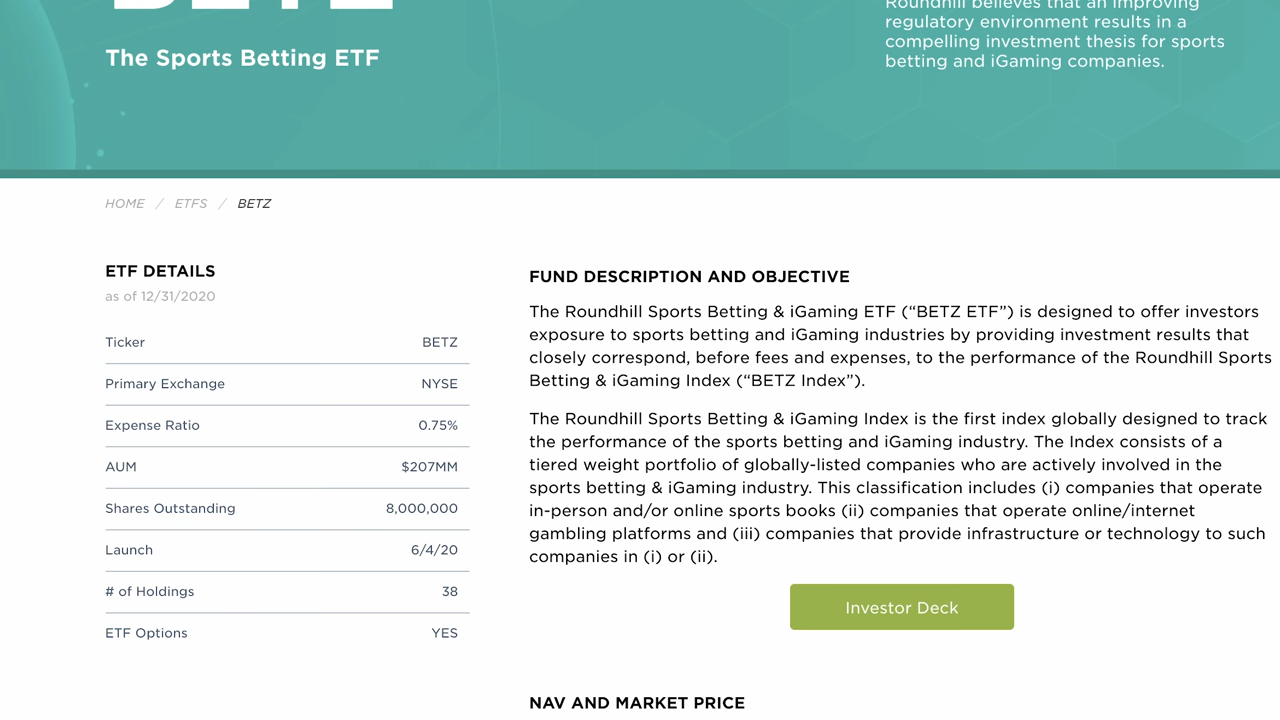 BETZ
Roundhill believes that an improving
regulatory environment results in a
compelling investment thesis for sports
betting and iGaming companies.
The Sports Betting ETF
HOME / ETFS / BETZ
ETF DETAILS
as of 12/31/2020
Ticker BETZ
Primary Exchange NYSE
Expense Ratio 0.75%
AUM $207MM
Shares Outstanding 8,000,000
Launch 6/4/20
# of Holdings 38
ETF Options YES
FUND DESCRIPTION AND OBJECTIVE
The Roundhill Sports Betting & iGaming ETF (“BETZ ETF”) is designed to offer investors
exposure to sports betting and iGaming industries by providing investment results that
closely correspond, before fees and expenses, to the performance of the Roundhill Sports
Betting & iGaming Index (“BETZ Index”).
The Roundhill Sports Betting & iGaming Index is the first index globally designed to track
the performance of the sports betting and iGaming industry. The Index consists of a
tiered weight portfolio of globally-listed companies who are actively involved in the
sports betting & iGaming industry. This classification includes (i) companies that operate
in-person and/or online sports books (ii) companies that operate online/internet
gambling platforms and (iii) companies that provide infrastructure or technology to such
companies in (i) or (ii).
Investor Deck
NAV AND MARKET PRICE